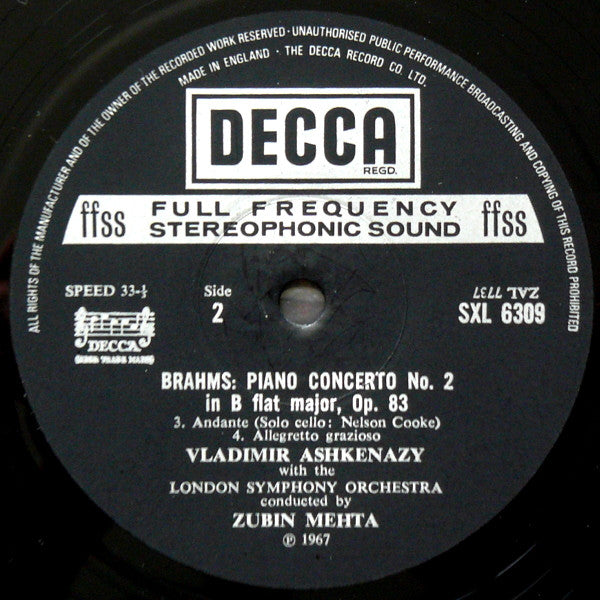 ALL RIGHTS OF THE MANUFACTURER AND OF THE OWNER OF THE RECORDED WORK RESERVED · UNAUTHORISED PUBLIC PERFORMANCE BROADCASTING AND COPYING OF THIS RECORD PROHIBITED
MADE IN ENGLAND · THE DECCA RECORD CO. LTD.
DECCA
REGD.
ffss FULL FREQUENCY STEREOPHONIC SOUND ffss
SPEED 33-⅓
Side
2
ZAL 7737
SXL 6309
DECCA
BRAHMS: PIANO CONCERTO No. 2
in B flat major, Op. 83
3. Andante (Solo cello: Nelson Cooke)
4. Allegretto grazioso
VLADIMIR ASHKENAZY
with the
LONDON SYMPHONY ORCHESTRA
conducted by
ZUBIN MEHTA
℗ 1967